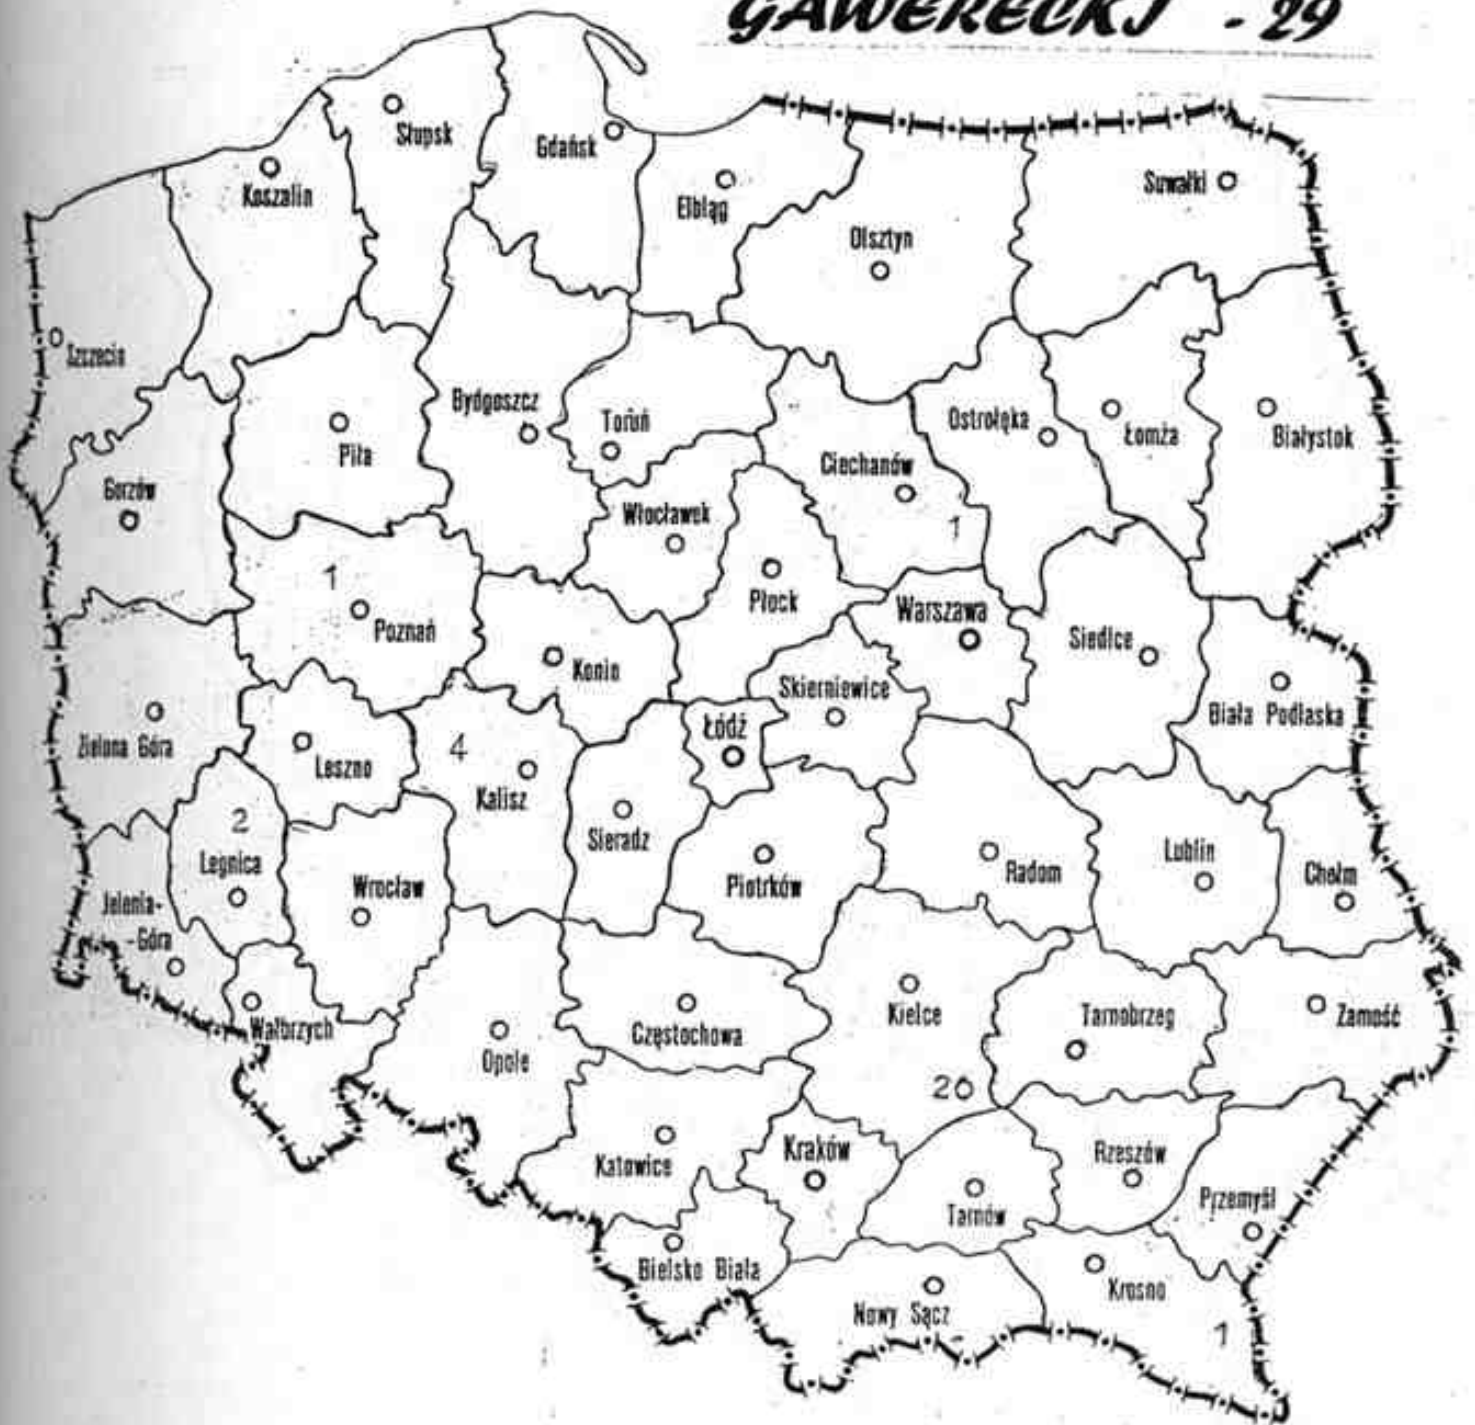 GAWERECKI - 29
Słupsk
Gdańsk
Koszalin
Elbląg
Suwałki
Olsztyn
Szczecin
Bydgoszcz
Toruń
Ostrołęka
Łomża
Białystok
Piła
Ciechanów
Gorzów
Włocławek
1
1
Płock
Warszawa
Poznań
Siedlce
Konin
Skierniewice
Biała Podlaska
Zielona Góra
Leszno
4
Łódź
Kalisz
2
Sieradz
Legnica
Wrocław
Piotrków
Radom
Lublin
Chełm
Jelenia-
-Góra
Wałbrzych
Opole
Częstochowa
Kielce
Tarnobrzeg
Zamość
20
Katowice
Kraków
Rzeszów
Tarnów
Przemyśl
Bielsko Biała
Nowy Sącz
Krosno
1